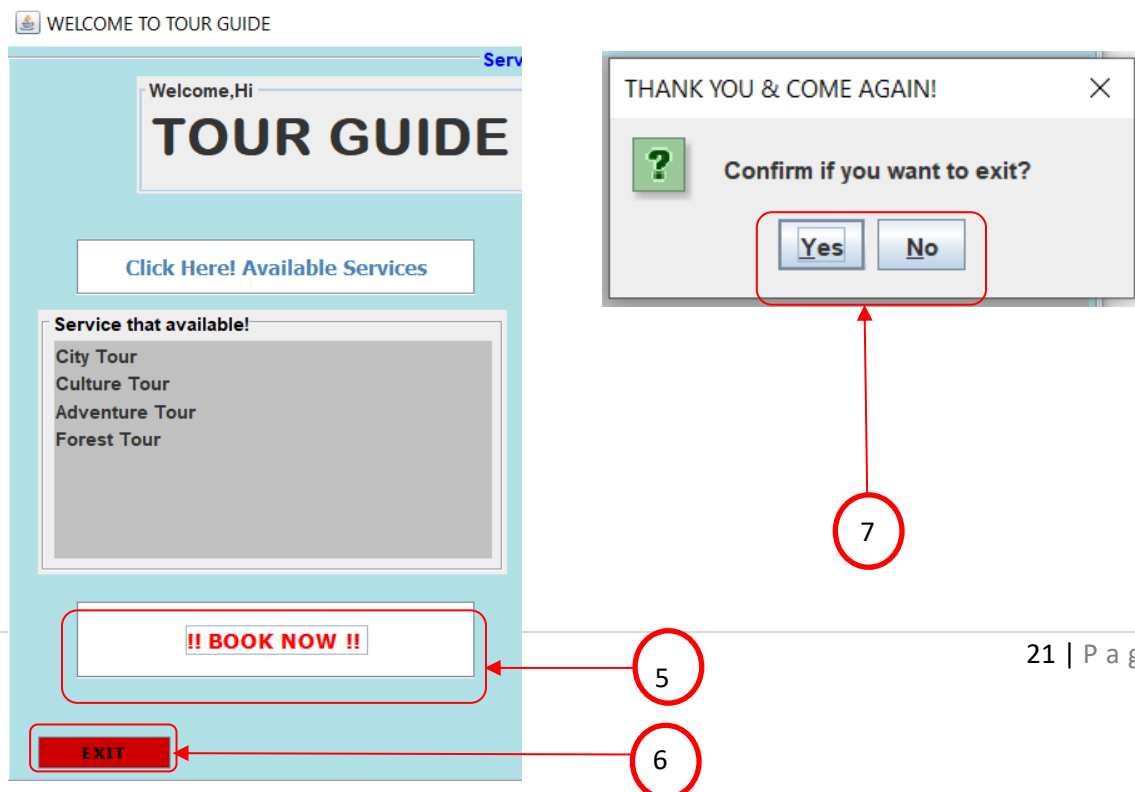 WELCOME TO TOUR GUIDE
Serv
Welcome,Hi
TOUR GUIDE
Click Here! Available Services
Service that available!
City Tour
Culture Tour
Adventure Tour
Forest Tour
!! BOOK NOW !!
EXIT
THANK YOU & COME AGAIN!
?
Confirm if you want to exit?
Yes No
7
5
21 | P a g
6